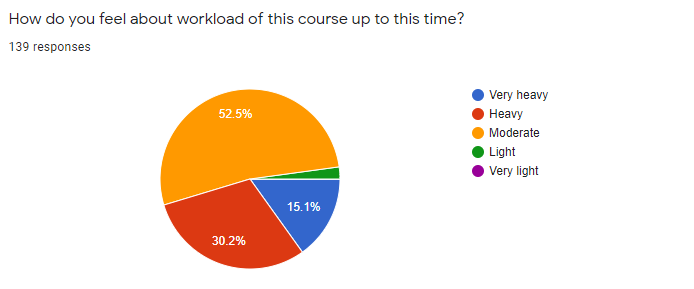 How do you feel about workload of this course up to this time?
139 responses
52.5%
15.1%
30.2%
Very heavy
Heavy
Moderate
Light
Very light